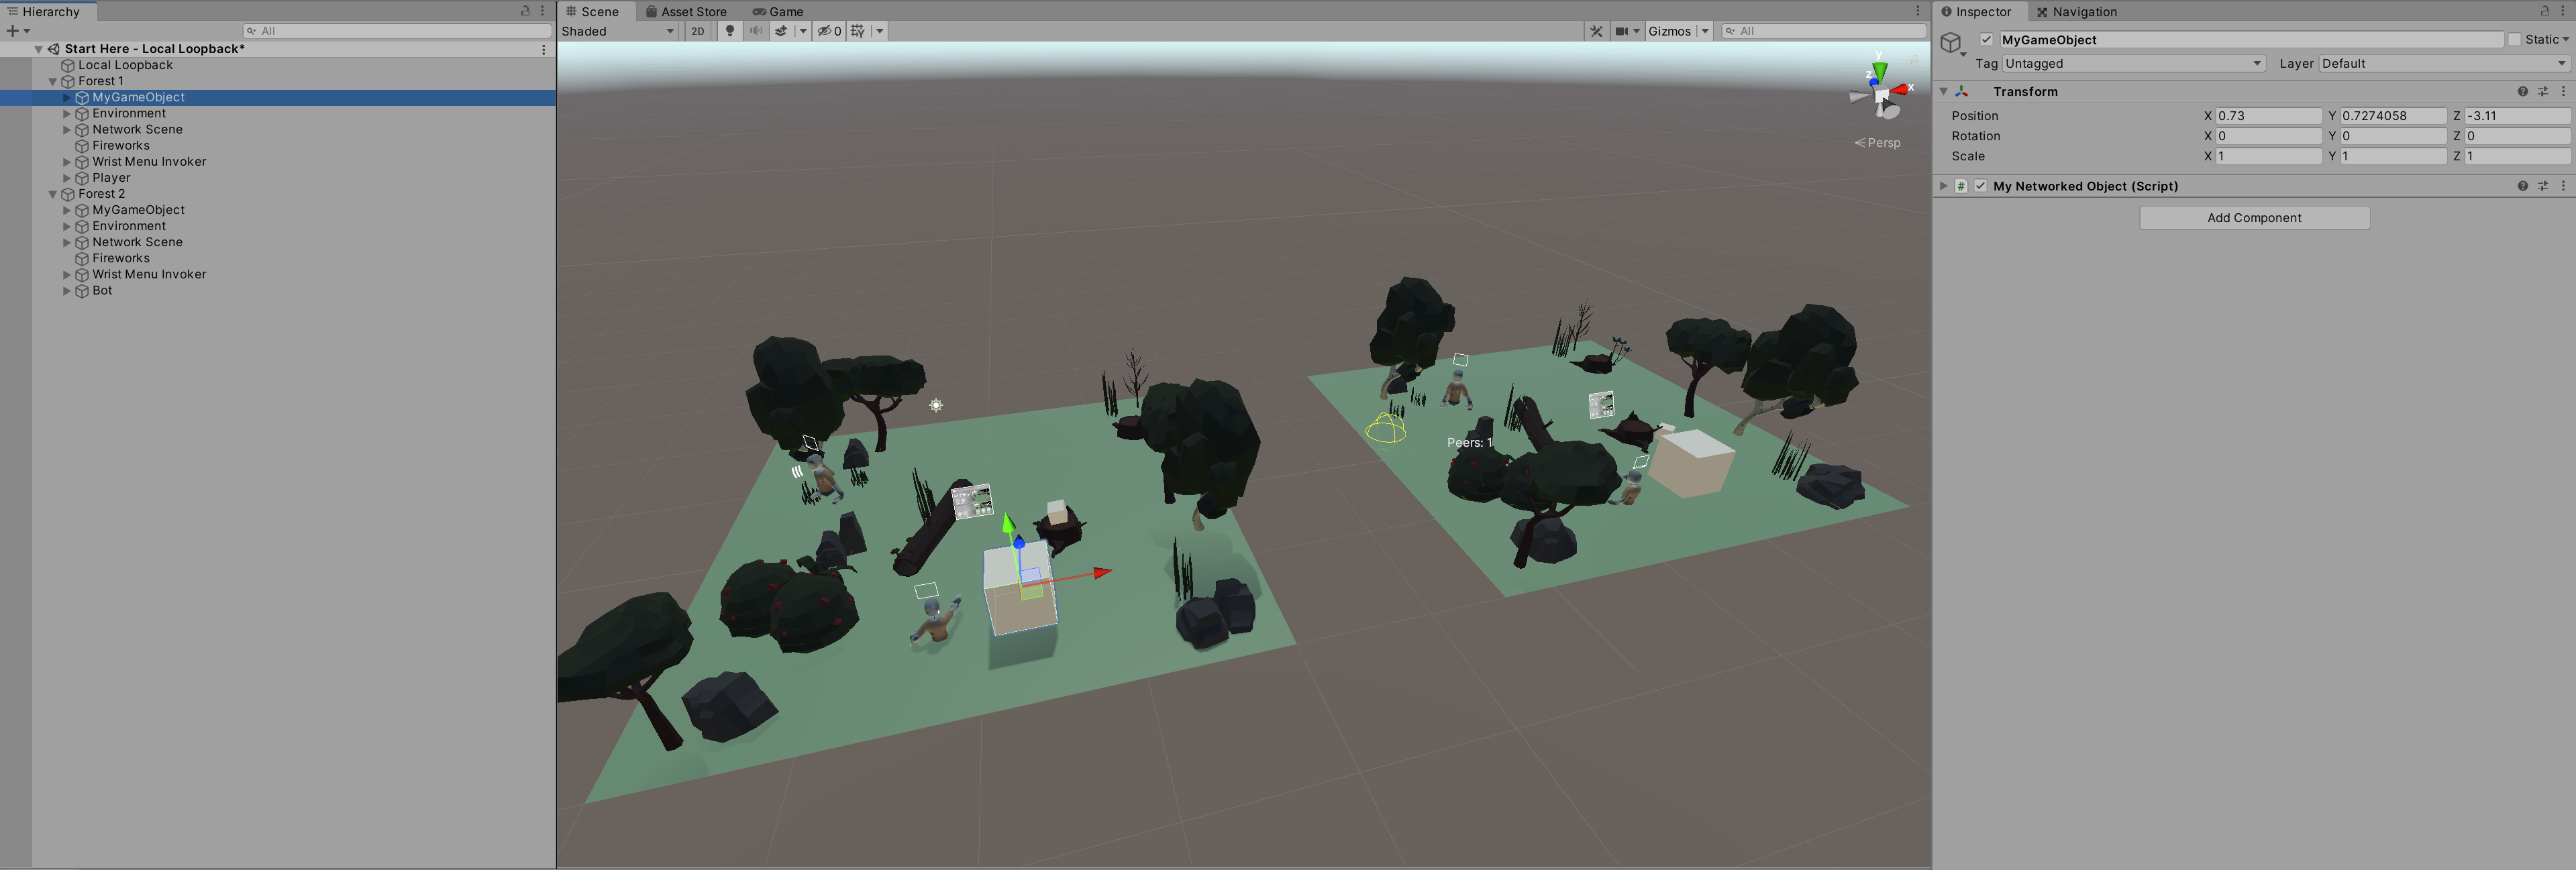 Hierarchy
All
Start Here - Local Loopback*
Local Loopback
Forest 1
MyGameObject
Environment
Network Scene
Fireworks
Wrist Menu Invoker
Player
Forest 2
MyGameObject
Environment
Network Scene
Fireworks
Wrist Menu Invoker
Bot
Scene Asset Store Game
Shaded 2D 0 Gizmos All
y
z x
Persp
Peers: 1
Inspector Navigation
MyGameObject Static
Tag Untagged Layer Default
Transform
Position X 0.73 Y 0.7274058 Z -3.11
Rotation X 0 Y 0 Z 0
Scale X 1 Y 1 Z 1
# My Networked Object (Script)
Add Component